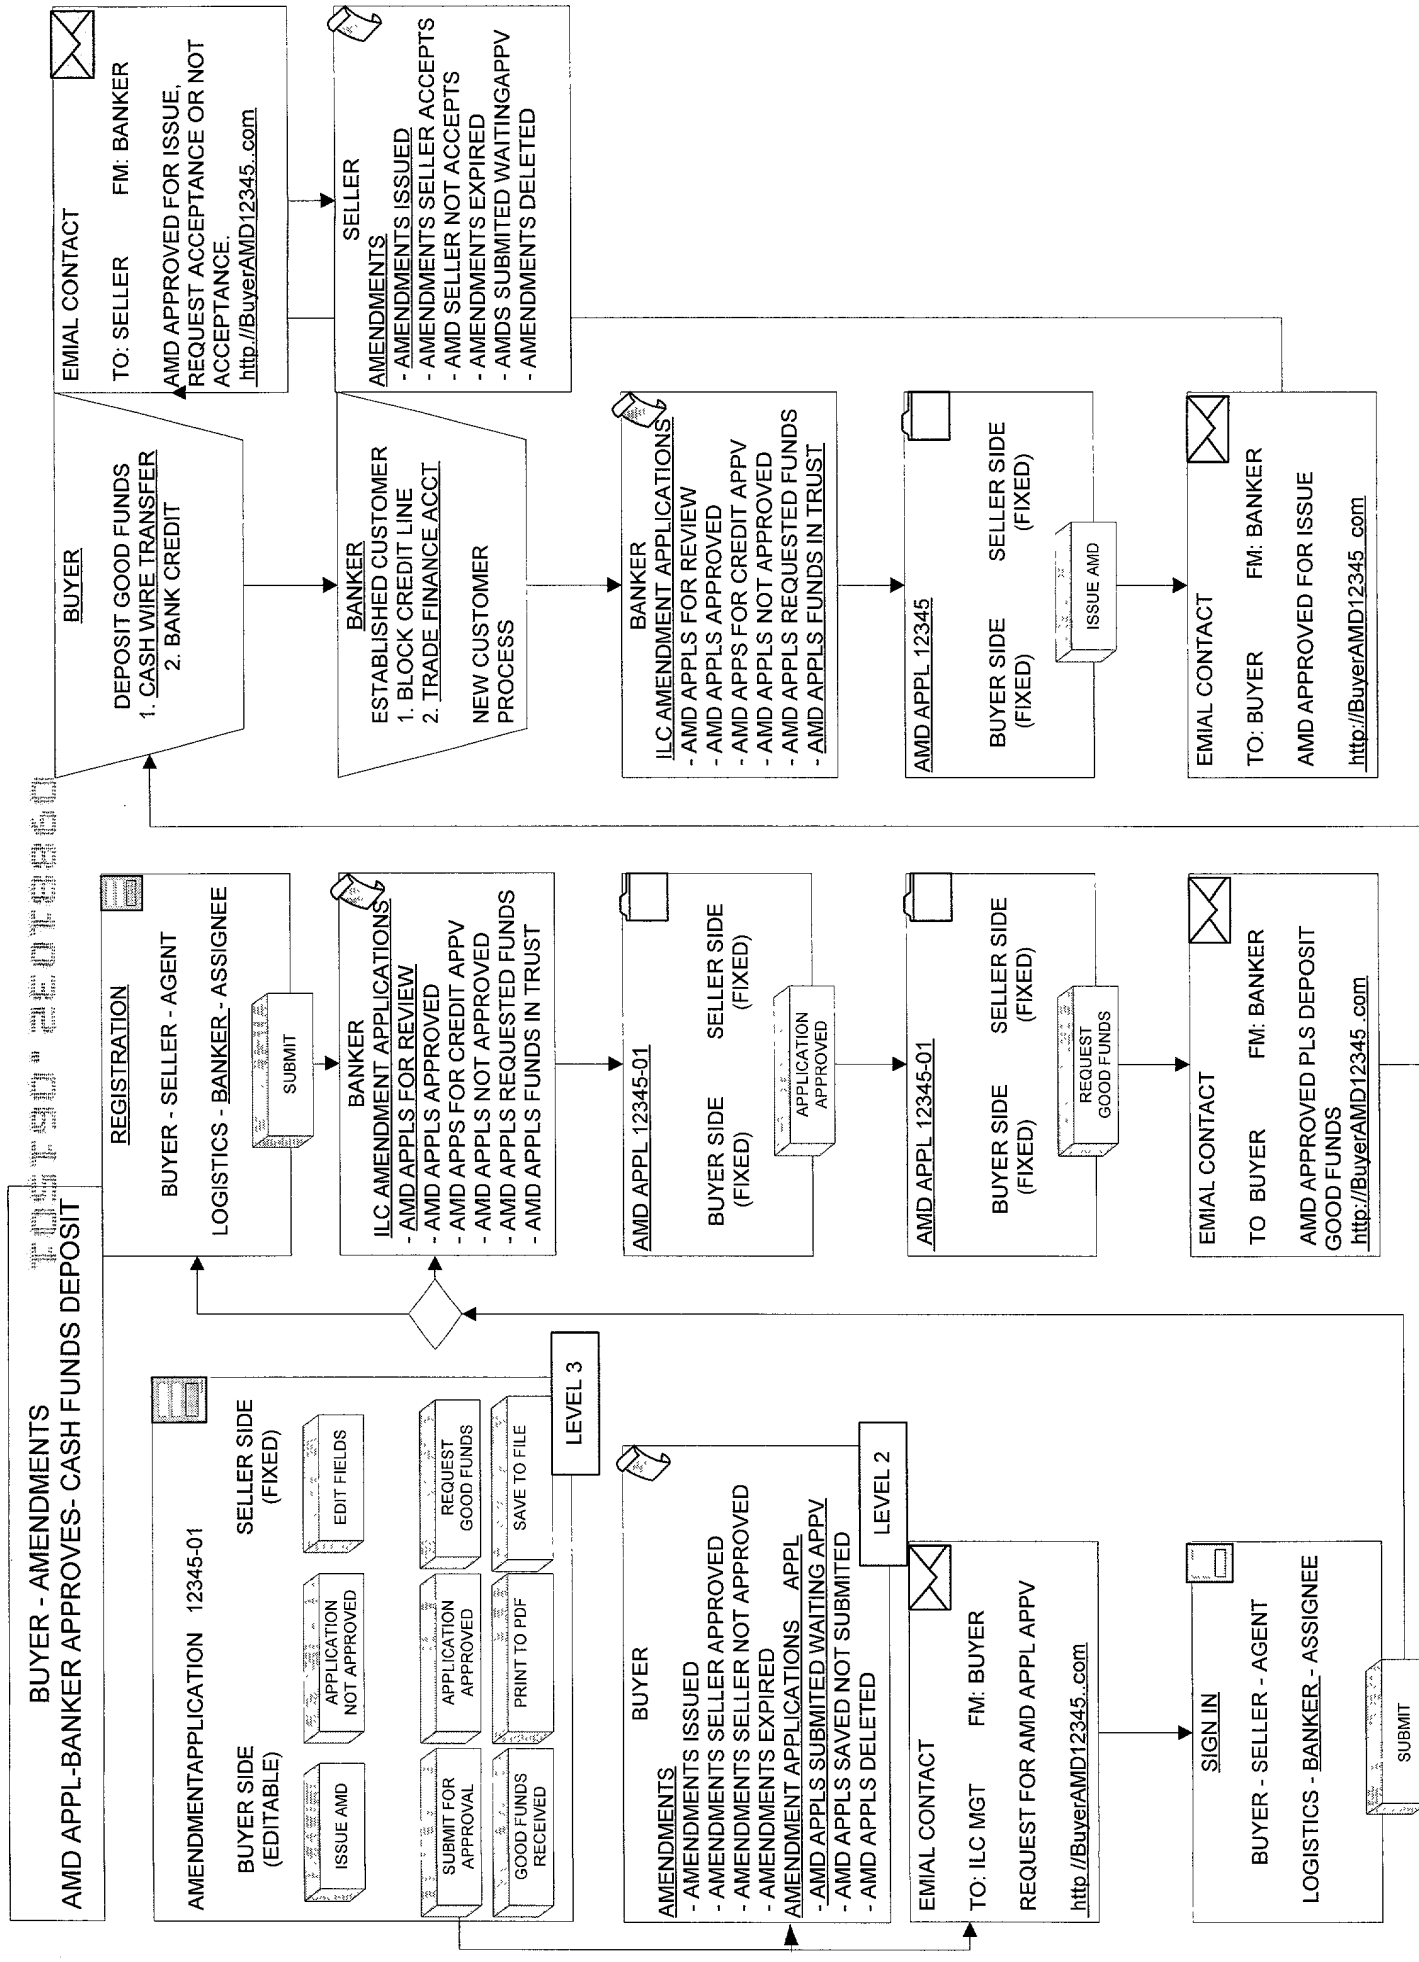 BUYER - AMENDMENTS
AMD APPL-BANKER APPROVES- CASH FUNDS DEPOSIT
AMENDMENTAPPLICATION 12345-01
BUYER SIDE
(EDITABLE)
SELLER SIDE
(FIXED)
ISSUE AMD
APPLICATION
NOT APPROVED
EDIT FIELDS
SUBMIT FOR
APPROVAL
APPLICATION
APPROVED
REQUEST
GOOD FUNDS
GOOD FUNDS
RECEIVED
PRINT TO PDF
SAVE TO FILE
LEVEL 3
BUYER
AMENDMENTS
- AMENDMENTS ISSUED
- AMENDMENTS SELLER APPROVED
- AMENDMENTS SELLER NOT APPROVED
- AMENDMENTS EXPIRED
AMENDMENT APPLICATIONS APPL
- AMD APPLS SUBMITED WAITING APPV
- AMD APPLS SAVED NOT SUBMITED
- AMD APPLS DELETED
LEVEL 2
EMIAL CONTACT
TO: ILC MGT FM: BUYER
REQUEST FOR AMD APPL APPV
http //BuyerAMD12345..com
SIGN IN
BUYER - SELLER - AGENT
LOGISTICS - BANKER - ASSIGNEE
SUBMIT
REGISTRATION
BUYER - SELLER - AGENT
LOGISTICS - BANKER - ASSIGNEE
SUBMIT
BANKER
ILC AMENDMENT APPLICATIONS
- AMD APPLS FOR REVIEW
- AMD APPLS APPROVED
- AMD APPS FOR CREDIT APPV
- AMD APPLS NOT APPROVED
- AMD APPLS REQUESTED FUNDS
- AMD APPLS FUNDS IN TRUST
AMD APPL 12345-01
BUYER SIDE
(FIXED)
SELLER SIDE
(FIXED)
APPLICATION
APPROVED
AMD APPL 12345-01
BUYER SIDE
(FIXED)
SELLER SIDE
(FIXED)
REQUEST
GOOD FUNDS
EMIAL CONTACT
TO BUYER FM: BANKER
AMD APPROVED PLS DEPOSIT
GOOD FUNDS
http://BuyerAMD12345 .com
BUYER
DEPOSIT GOOD FUNDS
1. CASH WIRE TRANSFER
2. BANK CREDIT
BANKER
ESTABLISHED CUSTOMER
1. BLOCK CREDIT LINE
2. TRADE FINANCE ACCT
NEW CUSTOMER
PROCESS
BANKER
ILC AMENDMENT APPLICATIONS
- AMD APPLS FOR REVIEW
- AMD APPLS APPROVED
- AMD APPS FOR CREDIT APPV
- AMD APPLS NOT APPROVED
- AMD APPLS REQUESTED FUNDS
- AMD APPLS FUNDS IN TRUST
AMD APPL 12345
BUYER SIDE
(FIXED)
SELLER SIDE
(FIXED)
ISSUE AMD
EMIAL CONTACT
TO: BUYER FM: BANKER
AMD APPROVED FOR ISSUE
http://BuyerAMD12345 com
EMIAL CONTACT
TO: SELLER FM: BANKER
AMD APPROVED FOR ISSUE,
REQUEST ACCEPTANCE OR NOT
ACCEPTANCE.
http.//BuyerAMD12345..com
SELLER
AMENDMENTS
- AMENDMENTS ISSUED
- AMENDMENTS SELLER ACCEPTS
- AMD SELLER NOT ACCEPTS
- AMENDMENTS EXPIRED
- AMDS SUBMITED WAITINGAPPV
- AMENDMENTS DELETED